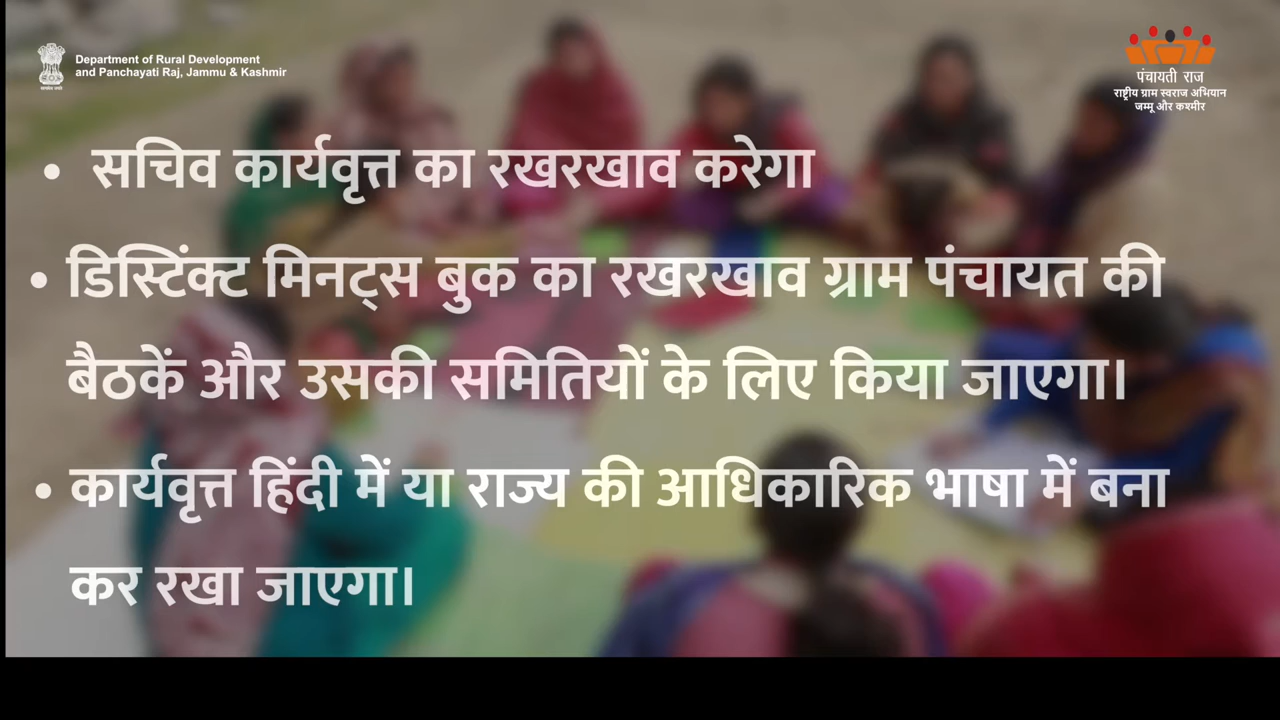 Department of Rural Development
and Panchayati Raj, Jammu & Kashmir
पंचायती राज
राष्ट्रीय ग्राम स्वराज अभियान
जम्मू और कश्मीर
• सचिव कार्यवृत्त का रखरखाव करेगा
• डिस्टिंक्ट मिनट्स बुक का रखरखाव ग्राम पंचायत की
बैठकें और उसकी समितियों के लिए किया जाएगा।
• कार्यवृत्त हिंदी में या राज्य की आधिकारिक भाषा में बना
कर रखा जाएगा।